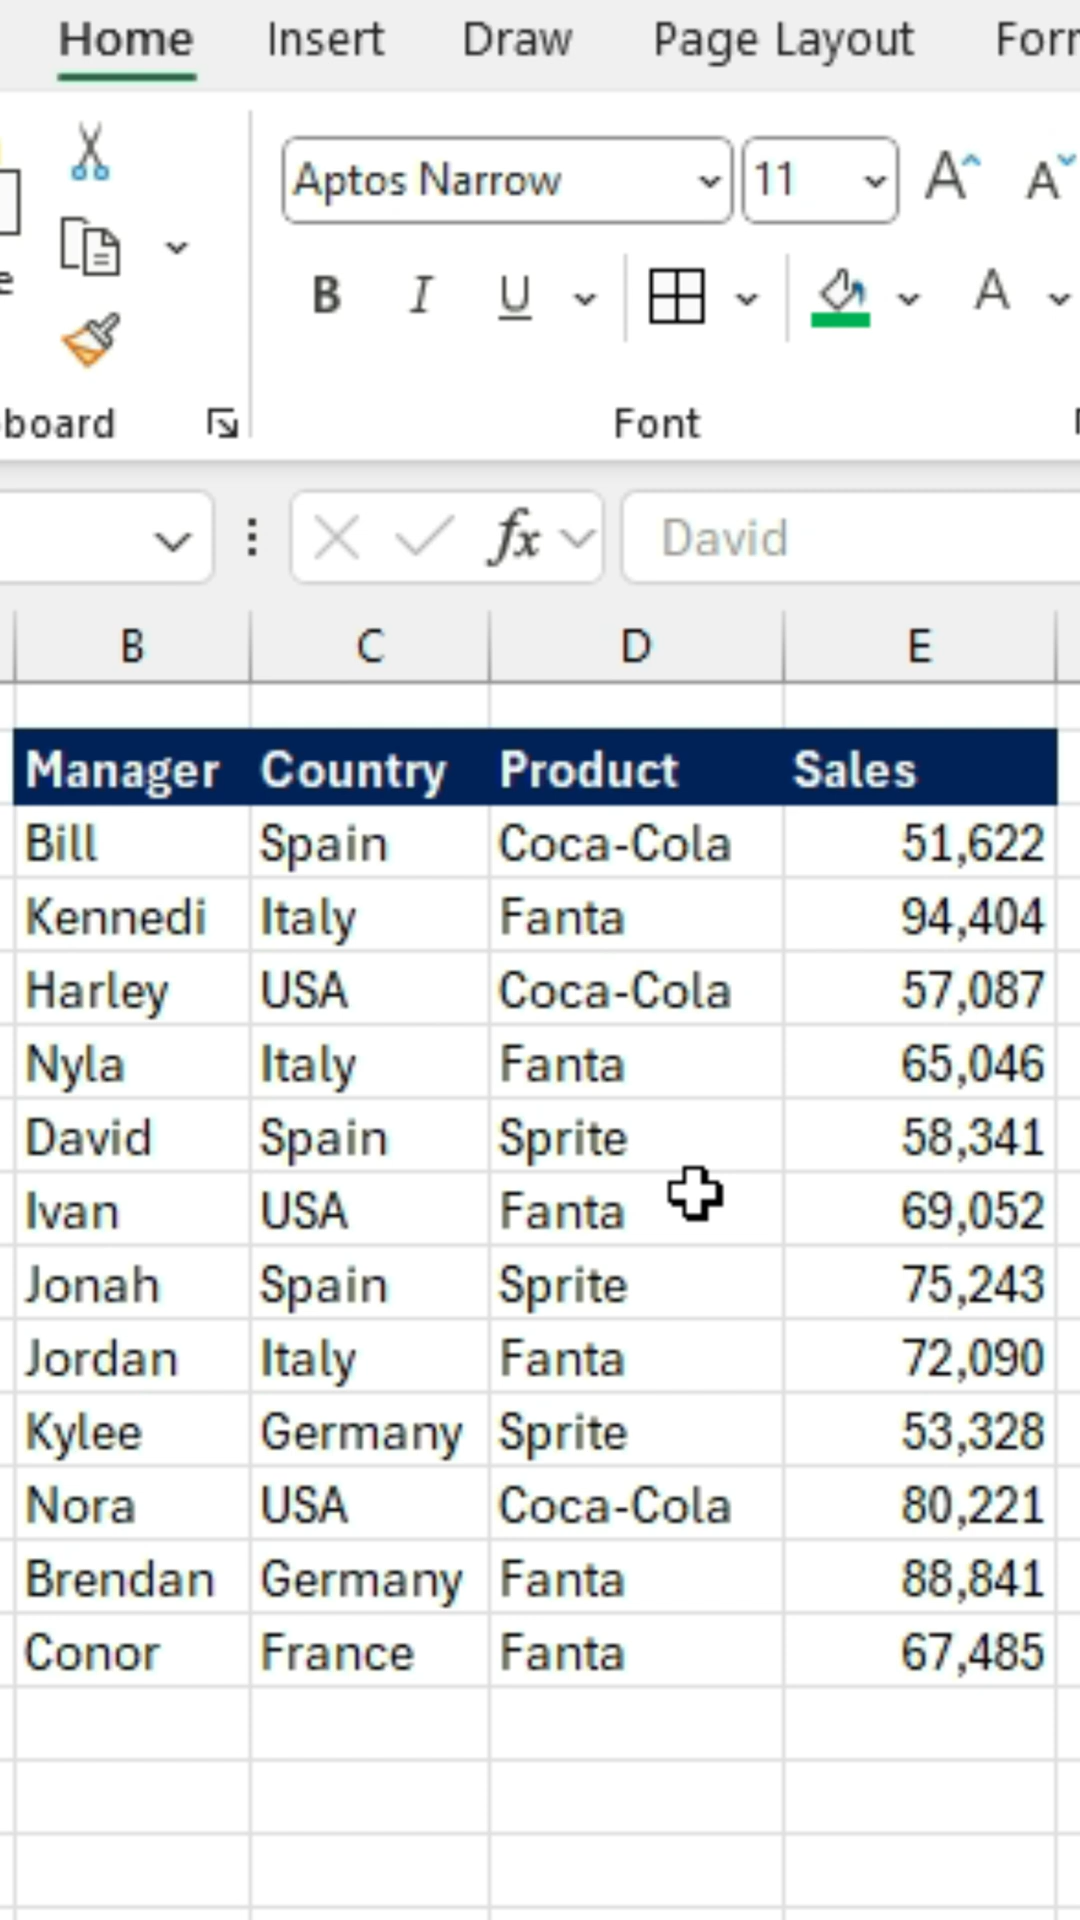 Home Insert Draw Page Layout Forr
Aptos Narrow 11 A A
e B I U A
board Font
fx David
B C D E
Manager Country Product Sales
Bill Spain Coca-Cola 51,622
Kennedi Italy Fanta 94,404
Harley USA Coca-Cola 57,087
Nyla Italy Fanta 65,046
David Spain Sprite 58,341
Ivan USA Fanta 69,052
Jonah Spain Sprite 75,243
Jordan Italy Fanta 72,090
Kylee Germany Sprite 53,328
Nora USA Coca-Cola 80,221
Brendan Germany Fanta 88,841
Conor France Fanta 67,485